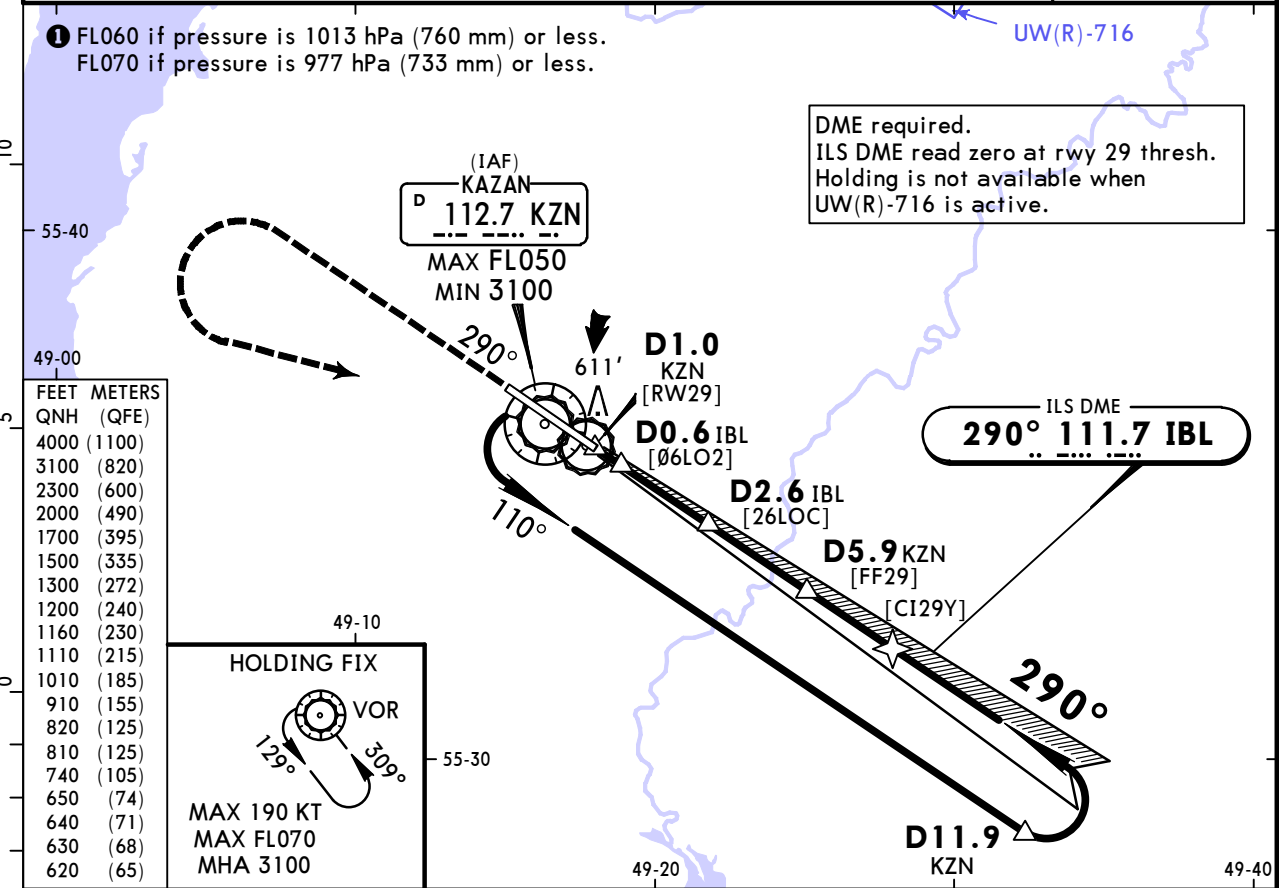 ❶ FL060 if pressure is 1013 hPa (760 mm) or less.
FL070 if pressure is 977 hPa (733 mm) or less.
UW(R)-716
DME required.
ILS DME read zero at rwy 29 thresh.
Holding is not available when
UW(R)-716 is active.
10
(IAF)
KAZAN
D 112.7 KZN
MAX FL050
MIN 3100
55-40
290°
611'
D1.0
KZN
[RW29]
49-00
5
D0.6 IBL
[Ø6LO2]
ILS DME
290° 111.7 IBL
D2.6 IBL
[26LOC]
110°
D5.9 KZN
[FF29]
[CI29Y]
290°
FEET METERS
QNH (QFE)
4000 (1100)
3100 (820)
2300 (600)
2000 (490)
1700 (395)
1500 (335)
1300 (272)
1200 (240)
1160 (230)
1110 (215)
1010 (185)
910 (155)
820 (125)
810 (125)
740 (105)
650 (74)
640 (71)
630 (68)
620 (65)
0
49-10
HOLDING FIX
VOR
129°
309°
MAX 190 KT
MAX FL070
MHA 3100
55-30
D11.9
KZN
49-20
49-40